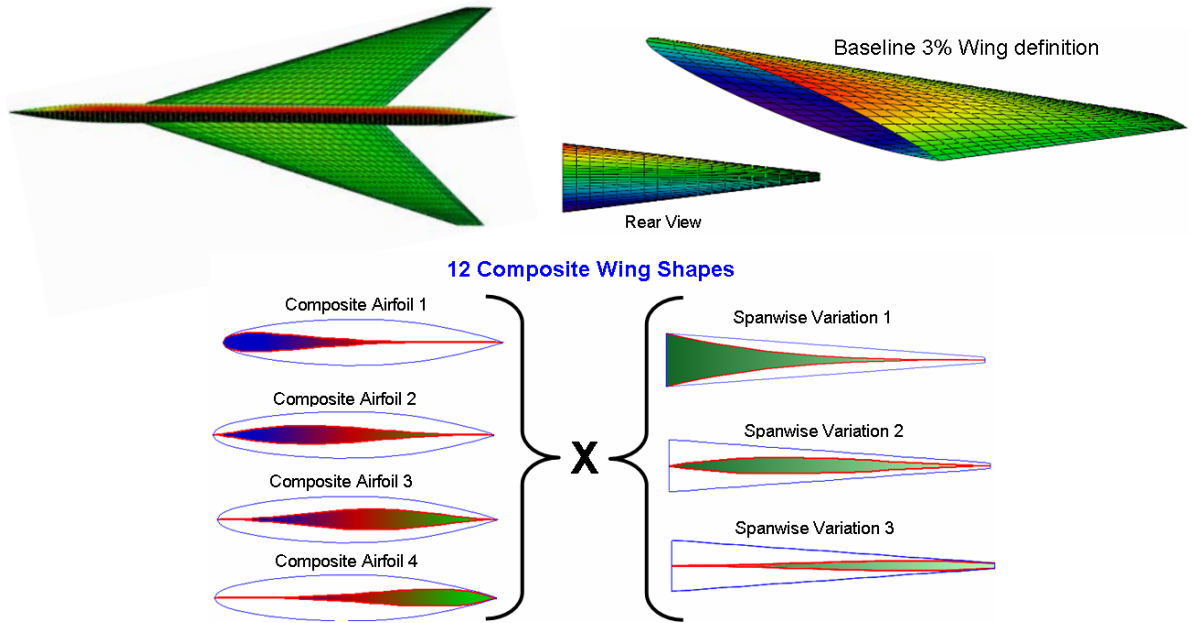 Baseline 3% Wing definition
Rear View
12 Composite Wing Shapes
Composite Airfoil 1
Composite Airfoil 2
Composite Airfoil 3
Composite Airfoil 4
X
Spanwise Variation 1
Spanwise Variation 2
Spanwise Variation 3